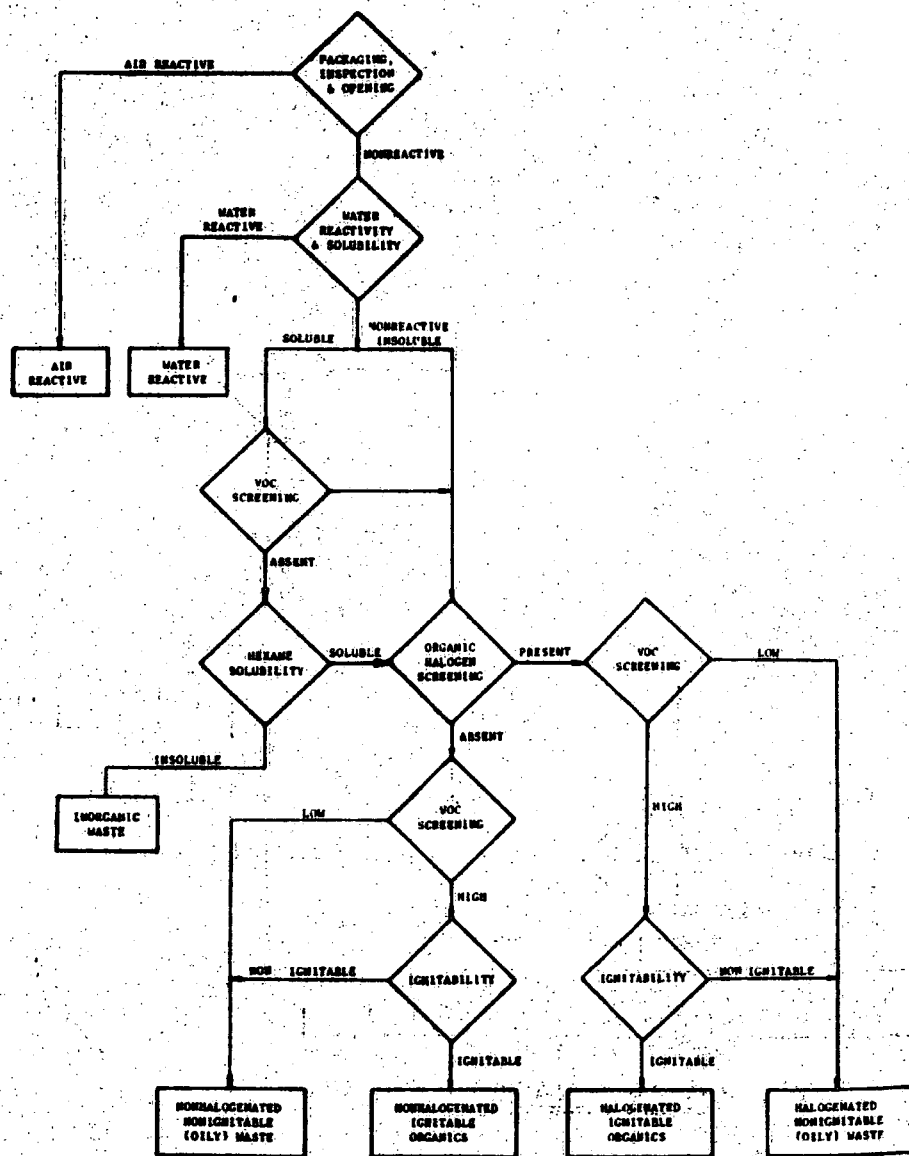 PACKAGING,
INSPECTION
& OPENING
AIR REACTIVE
NONREACTIVE
WATER
REACTIVITY
& SOLUBILITY
WATER
REACTIVE
SOLUBLE
NONREACTIVE
INSOLUBLE
AIR
REACTIVE
WATER
REACTIVE
VOC
SCREENING
ABSENT
HEXANE
SOLUBILITY
SOLUBLE
ORGANIC
HALOGEN
SCREENING
PRESENT
VOC
SCREENING
LOW
INSOLUBLE
ABSENT
INORGANIC
WASTE
LOW
VOC
SCREENING
HIGH
HIGH
NON IGNITABLE
IGNITABILITY
IGNITABILITY
NON IGNITABLE
IGNITABLE
IGNITABLE
NONHALOGENATED
NONIGNITABLE
(OILY) WASTE
NONHALOGENATED
IGNITABLE
ORGANICS
HALOGENATED
IGNITABLE
ORGANICS
HALOGENATED
NONIGNITABLE
(OILY) WASTE